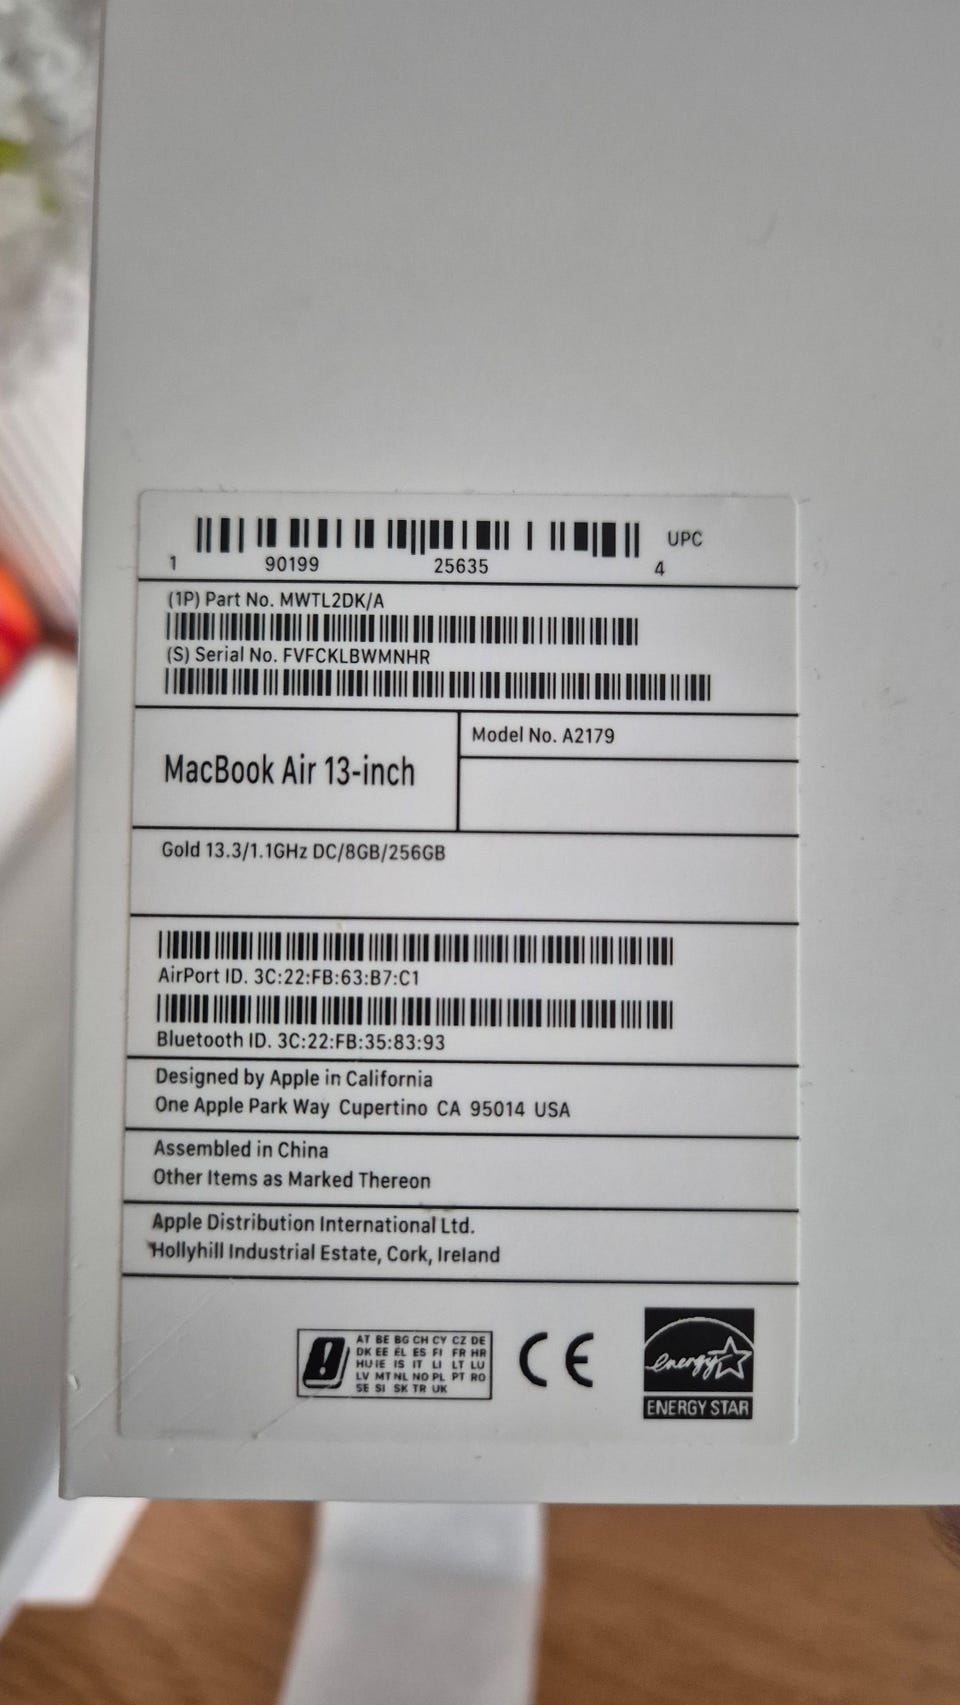 UPC
1 90199 25635 4
(1P) Part No. MWTL2DK/A
(S) Serial No. FVFCKLBWMNHR
MacBook Air 13-inch
Model No. A2179
Gold 13.3/1.1GHz DC/8GB/256GB
AirPort ID. 3C:22:FB:63:B7:C1
Bluetooth ID. 3C:22:FB:35:83:93
Designed by Apple in California
One Apple Park Way Cupertino CA 95014 USA
Assembled in China
Other Items as Marked Thereon
Apple Distribution International Ltd.
Hollyhill Industrial Estate, Cork, Ireland
AT BE BG CH CY CZ DE
DK EE EL ES FI FR HR
HU IE IS IT LI LT LU
LV MT NL NO PL PT RO
SE SI SK TR UK
CE
energy
ENERGY STAR